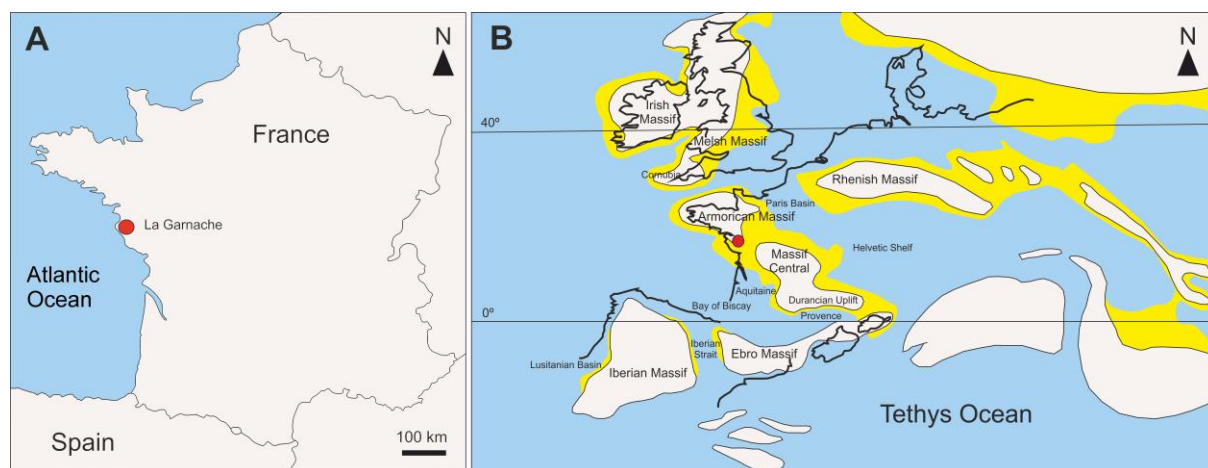 A
N
France
La Garnache
Atlantic
Ocean
Spain
100 km
B
N
Irish
Massif
40º
Melsh Massif
Cornubia
Rhenish Massif
Paris Basin
Armorican Massif
Helvetic Shelf
Massif
Central
Aquitaine
Durancian Uplift
Bay of Biscay
Provence
0º
Iberian
Strait
Lusitanian Basin
Ebro Massif
Iberian Massif
Tethys Ocean